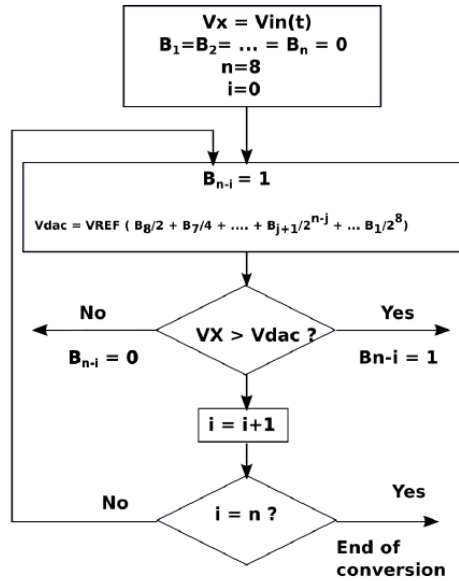 Vx = Vin(t)
B₁=B₂= ... = Bₙ = 0
n=8
i=0
Bₙ₋ᵢ = 1
Vdac = VREF ( B₈/2 + B₇/4 + .... + Bⱼ₊₁/2ⁿ⁻ʲ + ... B₁/2⁸)
No
Yes
VX > Vdac ?
Bₙ₋ᵢ = 0
Bn-i = 1
i = i+1
No
Yes
i = n ?
End of
conversion